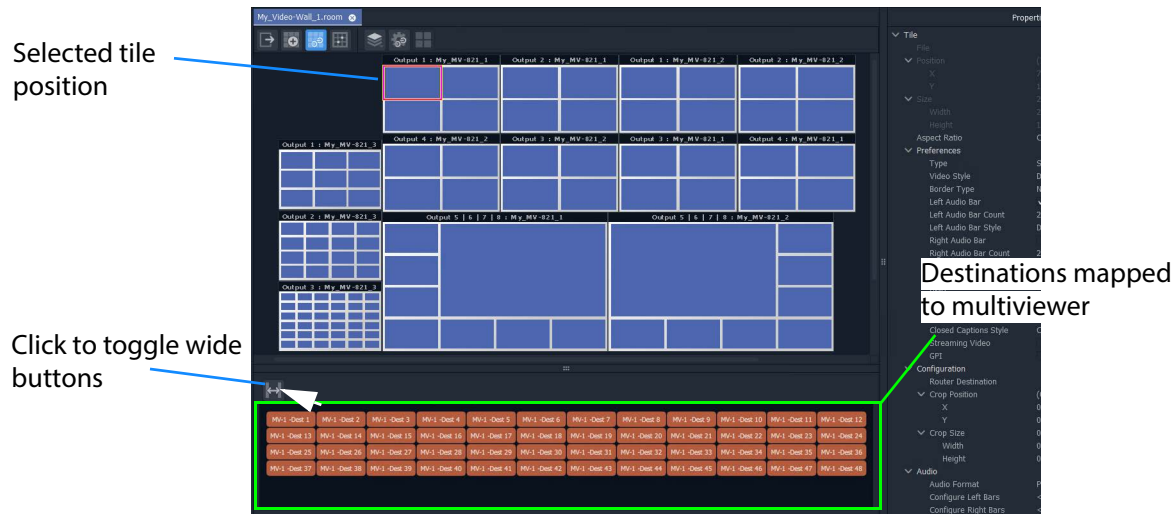 My_Video-Wall_1.room
Selected tile
position
Output 1 : My_MV-821_1
Output 2 : My_MV-821_1
Output 1 : My_MV-821_2
Output 2 : My_MV-821_2
Output 4 : My_MV-821_2
Output 3 : My_MV-821_2
Output 3 : My_MV-821_1
Output 4 : My_MV-821_1
Output 1 : My_MV-821_3
Output 2 : My_MV-821_3
Output 3 : My_MV-821_3
Output 5 | 6 | 7 | 8 : My_MV-821_1
Output 5 | 6 | 7 | 8 : My_MV-821_2
Click to toggle wide
buttons
MV-1 -Dest 1 MV-1 -Dest 2 MV-1 -Dest 3 MV-1 -Dest 4 MV-1 -Dest 5 MV-1 -Dest 6 MV-1 -Dest 7 MV-1 -Dest 8 MV-1 -Dest 9 MV-1 -Dest 10 MV-1 -Dest 11 MV-1 -Dest 12
MV-1 -Dest 13 MV-1 -Dest 14 MV-1 -Dest 15 MV-1 -Dest 16 MV-1 -Dest 17 MV-1 -Dest 18 MV-1 -Dest 19 MV-1 -Dest 20 MV-1 -Dest 21 MV-1 -Dest 22 MV-1 -Dest 23 MV-1 -Dest 24
MV-1 -Dest 25 MV-1 -Dest 26 MV-1 -Dest 27 MV-1 -Dest 28 MV-1 -Dest 29 MV-1 -Dest 30 MV-1 -Dest 31 MV-1 -Dest 32 MV-1 -Dest 33 MV-1 -Dest 34 MV-1 -Dest 35 MV-1 -Dest 36
MV-1 -Dest 37 MV-1 -Dest 38 MV-1 -Dest 39 MV-1 -Dest 40 MV-1 -Dest 41 MV-1 -Dest 42 MV-1 -Dest 43 MV-1 -Dest 44 MV-1 -Dest 45 MV-1 -Dest 46 MV-1 -Dest 47 MV-1 -Dest 48
Tile
File
Position
X
Y
Size
Width
Height
Aspect Ratio
Preferences
Type
Video Style
Border Type
Left Audio Bar
Left Audio Bar Count 2
Left Audio Bar Style
Right Audio Bar
Right Audio Bar Count 2
Destinations mapped
to multiviewer
Closed Captions Style
Streaming Video
GPI
Configuration
Router Destination
Crop Position
X 0
Y 0
Crop Size
Width 0
Height 0
Audio
Audio Format
Configure Left Bars
Configure Right Bars